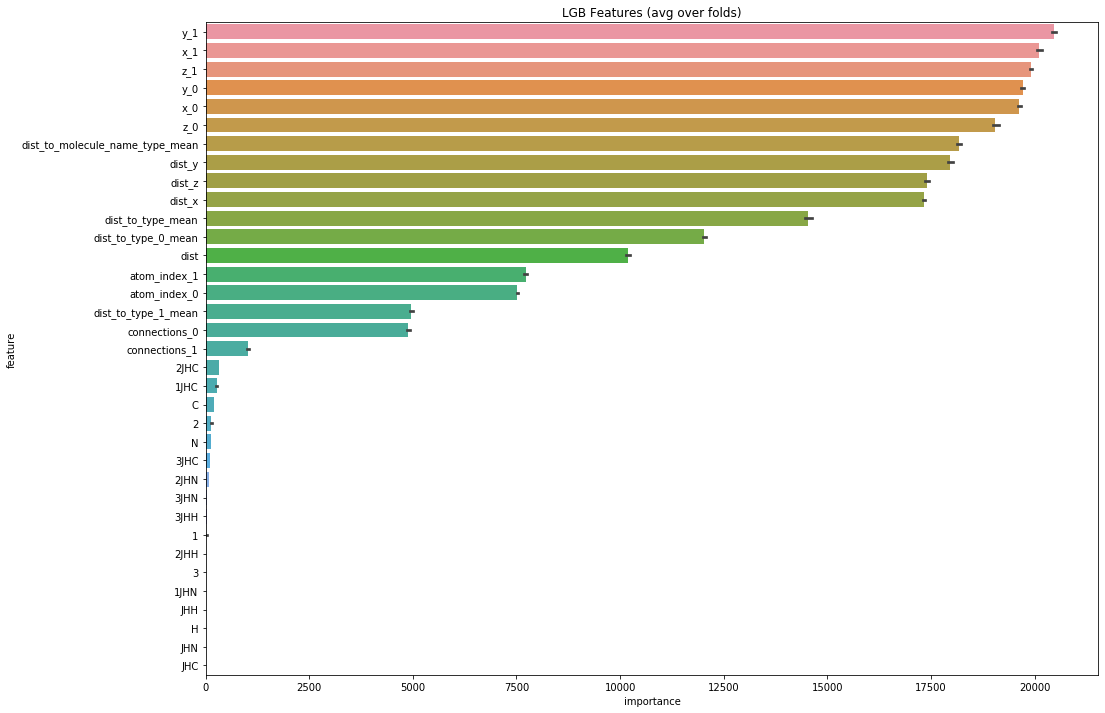 LGB Features (avg over folds)
y_1
x_1
z_1
y_0
x_0
z_0
dist_to_molecule_name_type_mean
dist_y
dist_z
dist_x
dist_to_type_mean
dist_to_type_0_mean
dist
atom_index_1
atom_index_0
dist_to_type_1_mean
connections_0
connections_1
2JHC
1JHC
C
2
N
3JHC
2JHN
3JHN
3JHH
1
2JHH
3
1JHN
JHH
H
JHN
JHC
feature
0 2500 5000 7500 10000 12500 15000 17500 20000
importance